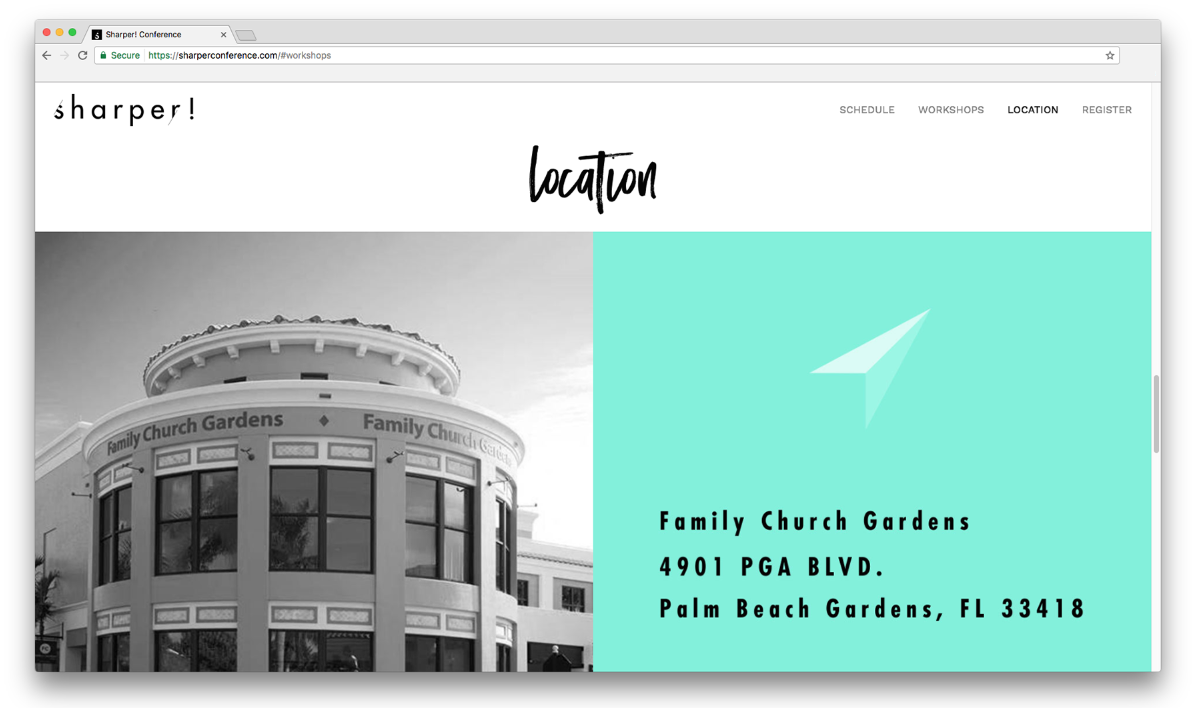 Sharper! Conference
Secure https://sharperconference.com/#workshops
sharper!
SCHEDULE WORKSHOPS LOCATION REGISTER
location
Family Church Gardens ♦ Family Church Gardens
Family Church Gardens
4901 PGA BLVD.
Palm Beach Gardens, FL 33418